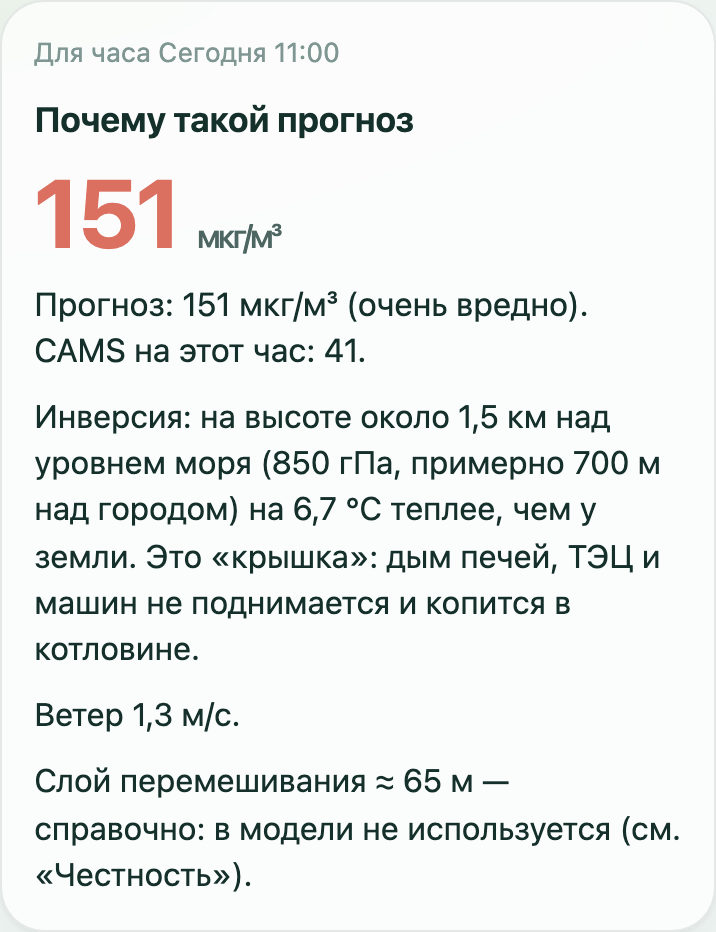 Для часа Сегодня 11:00
Почему такой прогноз
151 мкг/м³
Прогноз: 151 мкг/м³ (очень вредно).
CAMS на этот час: 41.
Инверсия: на высоте около 1,5 км над
уровнем моря (850 гПа, примерно 700 м
над городом) на 6,7 °C теплее, чем у
земли. Это «крышка»: дым печей, ТЭЦ и
машин не поднимается и копится в
котловине.
Ветер 1,3 м/с.
Слой перемешивания ≈ 65 м —
справочно: в модели не используется (см.
«Честность»).